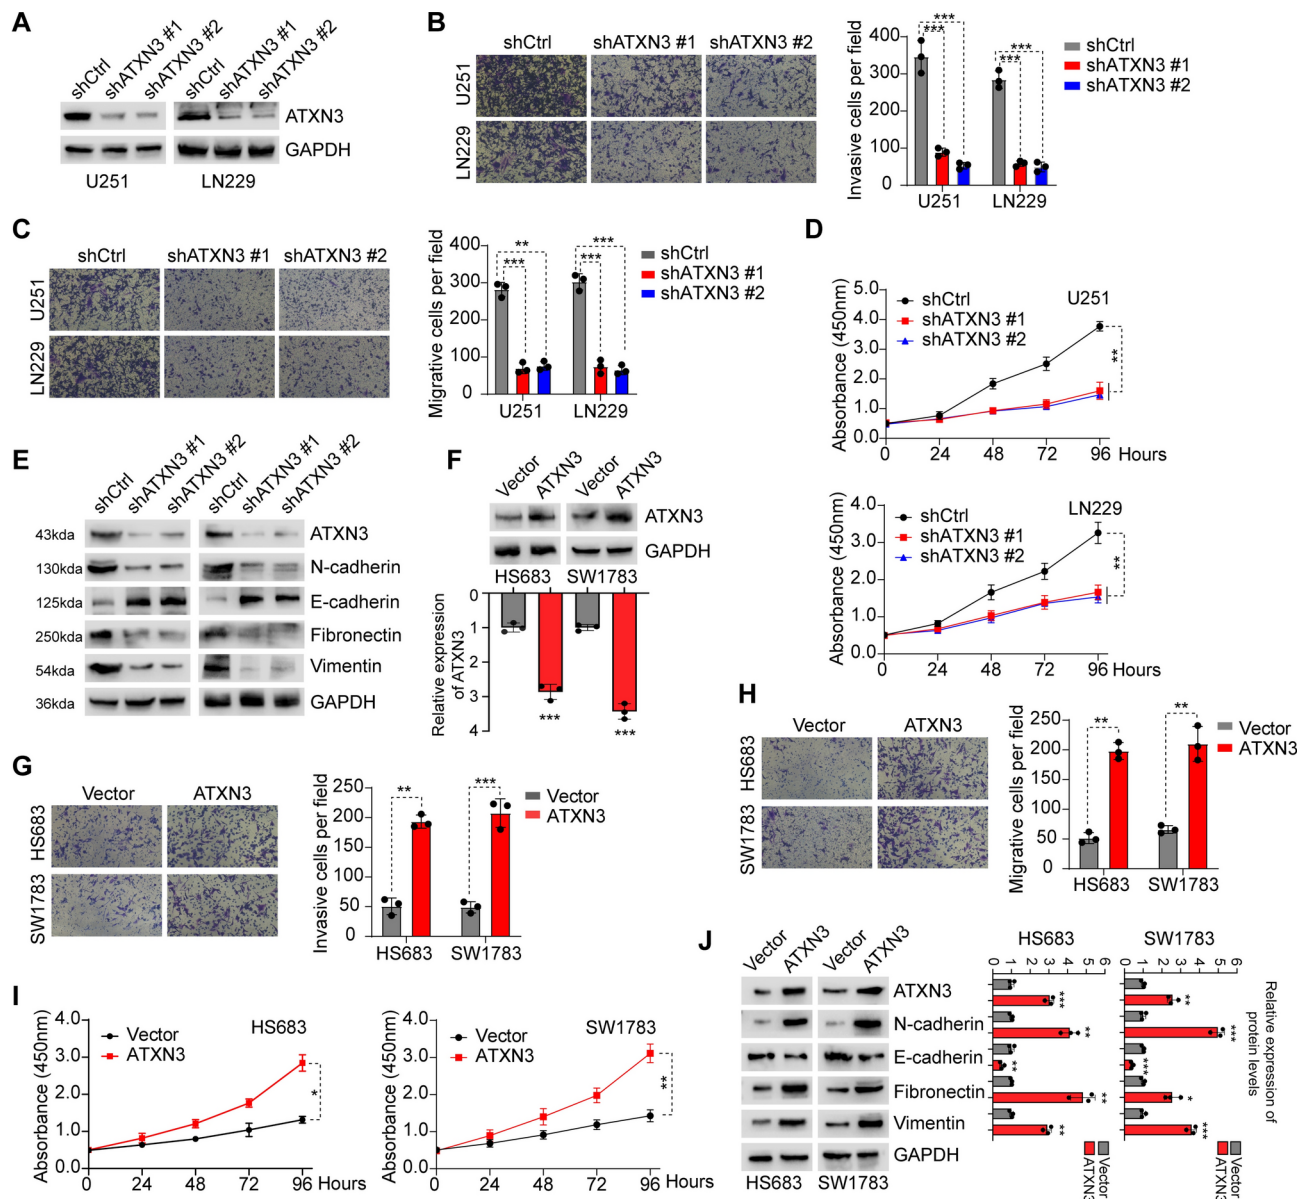 A
shCtrl
shATXN3 #1
shATXN3 #2
shCtrl
shATXN3 #1
shATXN3 #2
ATXN3
GAPDH
U251
LN229
B
shCtrl
shATXN3 #1
shATXN3 #2
U251
LN229
Invasive cells per field
400
300
200
100
0
***
***
***
***
U251
LN229
shCtrl
shATXN3 #1
shATXN3 #2
C
shCtrl
shATXN3 #1
shATXN3 #2
U251
LN229
Migrative cells per field
400
300
200
100
0
**
***
***
***
U251
LN229
shCtrl
shATXN3 #1
shATXN3 #2
D
Absorbance (450nm)
5.0
4.0
3.0
2.0
1.0
0.0
shCtrl
shATXN3 #1
shATXN3 #2
U251
**
0 24 48 72 96 Hours
Absorbance (450nm)
4.0
3.0
2.0
1.0
0.0
shCtrl
shATXN3 #1
shATXN3 #2
LN229
**
0 24 48 72 96 Hours
E
shCtrl
shATXN3 #1
shATXN3 #2
shCtrl
shATXN3 #1
shATXN3 #2
43kda ATXN3
130kda N-cadherin
125kda E-cadherin
250kda Fibronectin
54kda Vimentin
36kda GAPDH
F
Vector
ATXN3
Vector
ATXN3
ATXN3
GAPDH
HS683 SW1783
Relative expression
of ATXN3
0
1
2
3
4
***
***
G
Vector
ATXN3
HS683
SW1783
Invasive cells per field
250
200
150
100
50
0
**
***
HS683
SW1783
Vector
ATXN3
H
Vector
ATXN3
HS683
SW1783
Migrative cells per field
250
200
150
100
50
0
**
**
HS683
SW1783
Vector
ATXN3
I
Absorbance (450nm)
4.0
3.0
2.0
1.0
0.0
Vector
ATXN3
HS683
*
0 24 48 72 96 Hours
Absorbance (450nm)
4.0
3.0
2.0
1.0
0.0
Vector
ATXN3
SW1783
**
0 24 48 72 96 Hours
J
Vector
ATXN3
Vector
ATXN3
ATXN3
N-cadherin
E-cadherin
Fibronectin
Vimentin
GAPDH
HS683 SW1783
HS683
0 1 2 3 4 5 6
***
**
**
**
**
Vector
ATXN3
SW1783
0 1 2 3 4 5 6
**
***
***
*
***
Vector
ATXN3
Relative expression of
protein levels